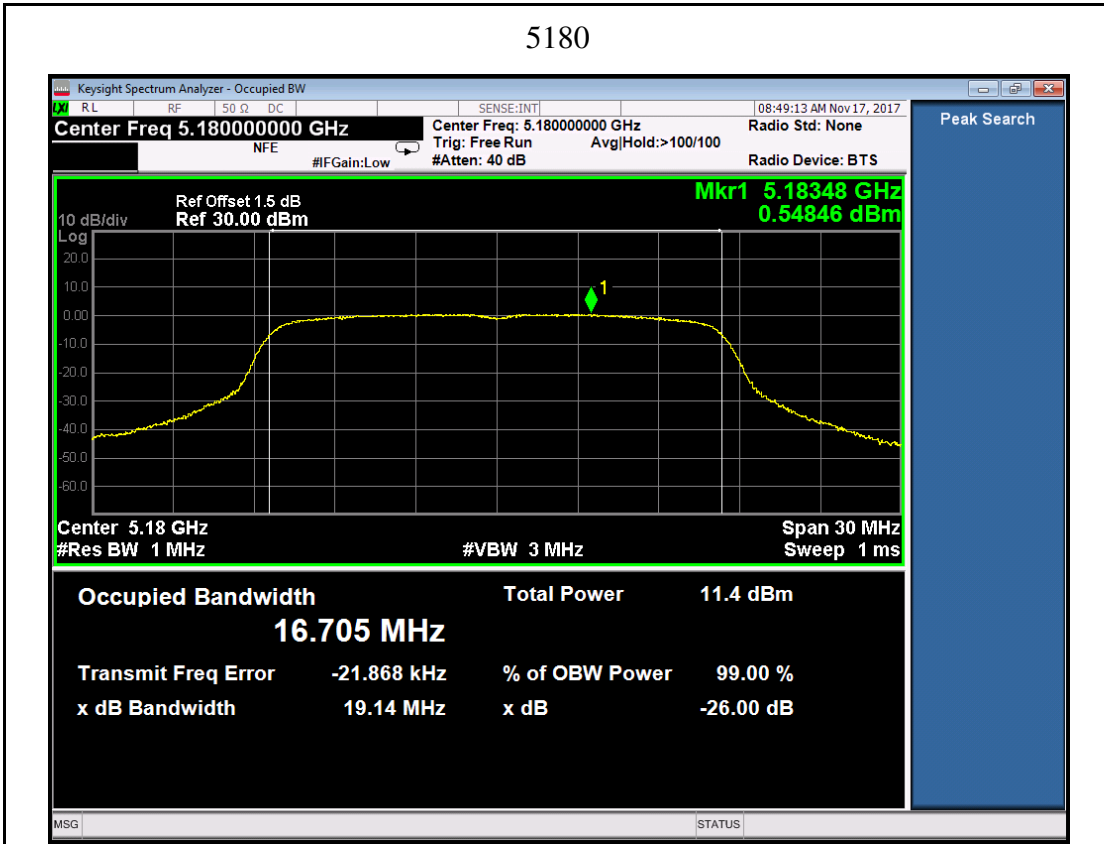 5180
Keysight Spectrum Analyzer - Occupied BW
LXI RL RF 50 Ω DC SENSE:INT 08:49:13 AM Nov 17, 2017
Center Freq 5.180000000 GHz
NFE
#IFGain:Low
Center Freq: 5.180000000 GHz
Trig: Free Run Avg|Hold:>100/100
#Atten: 40 dB
Radio Std: None
Radio Device: BTS
Peak Search
Mkr1 5.18348 GHz
0.54846 dBm
Ref Offset 1.5 dB
10 dB/div Ref 30.00 dBm
Log
20.0
10.0
0.00
-10.0
-20.0
-30.0
-40.0
-50.0
-60.0
1
Center 5.18 GHz Span 30 MHz
#Res BW 1 MHz #VBW 3 MHz Sweep 1 ms
Occupied Bandwidth Total Power 11.4 dBm
16.705 MHz
Transmit Freq Error -21.868 kHz % of OBW Power 99.00 %
x dB Bandwidth 19.14 MHz x dB -26.00 dB
MSG STATUS